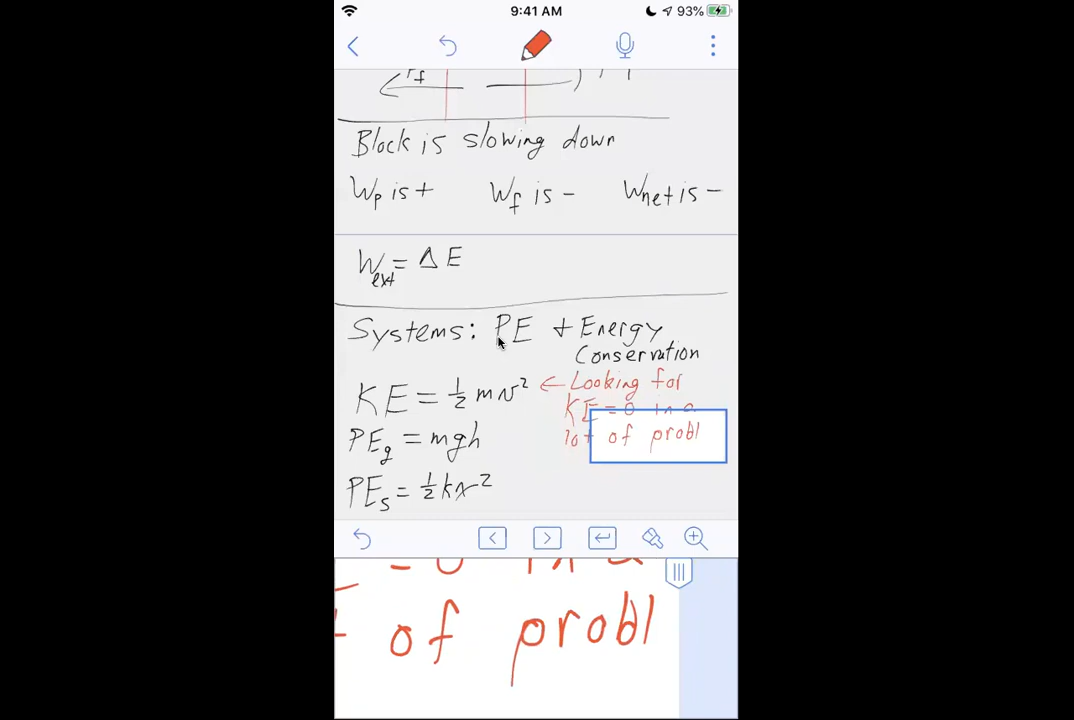 9:41 AM 93%
Block is slowing down
Wp is + Wf is - Wnet is -
Wext = Δ E
Systems: PE + Energy
Conservation
KE = ½ mv² ← Looking for
KE = 0 in a
PEg = mgh lot of probl
PEs = ½ kx²
= 0 in a
of probl